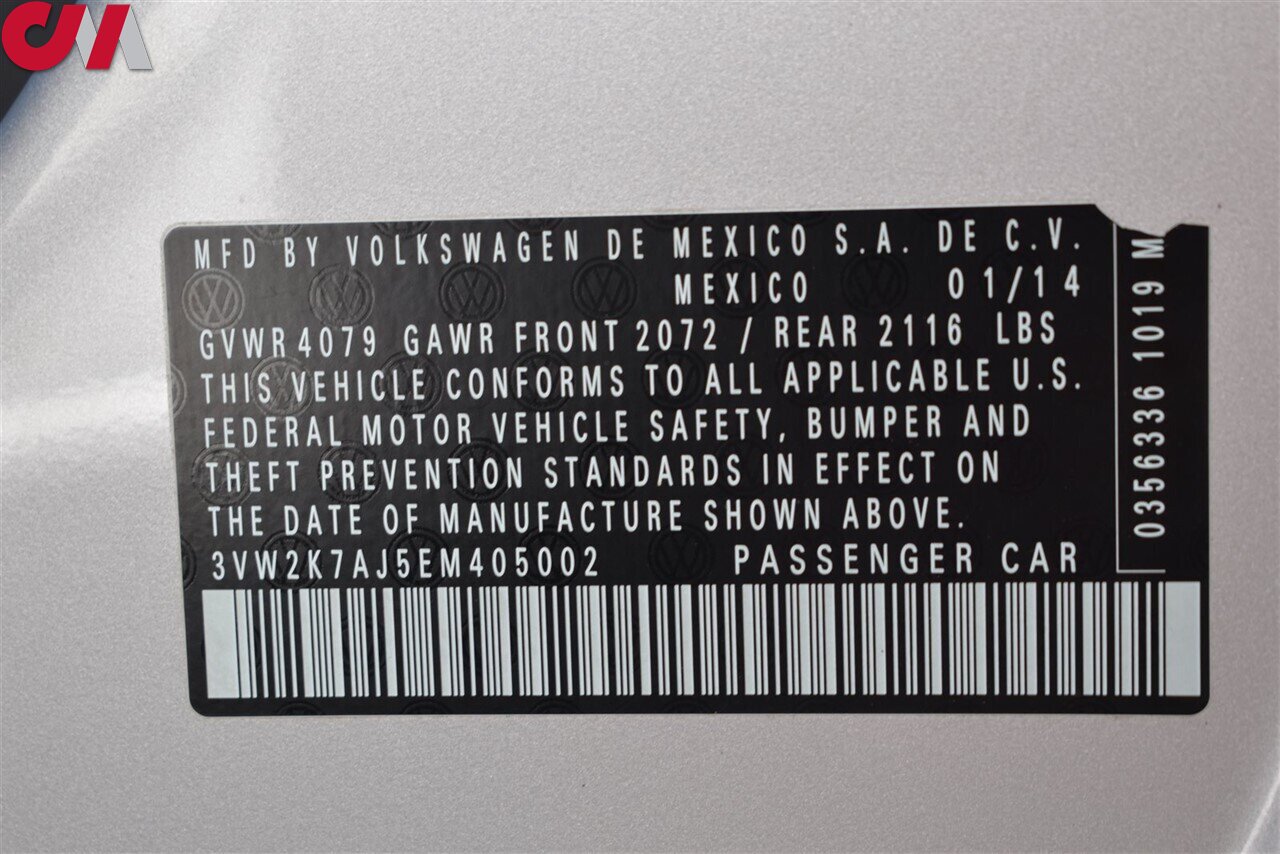 CM
MFD BY VOLKSWAGEN DE MEXICO S.A. DE C.V.
MEXICO 01/14
GVWR 4079 GAWR FRONT 2072 / REAR 2116 LBS
THIS VEHICLE CONFORMS TO ALL APPLICABLE U.S.
FEDERAL MOTOR VEHICLE SAFETY, BUMPER AND
THEFT PREVENTION STANDARDS IN EFFECT ON
THE DATE OF MANUFACTURE SHOWN ABOVE.
3VW2K7AJ5EM405002 PASSENGER CAR
0356336 1019 M